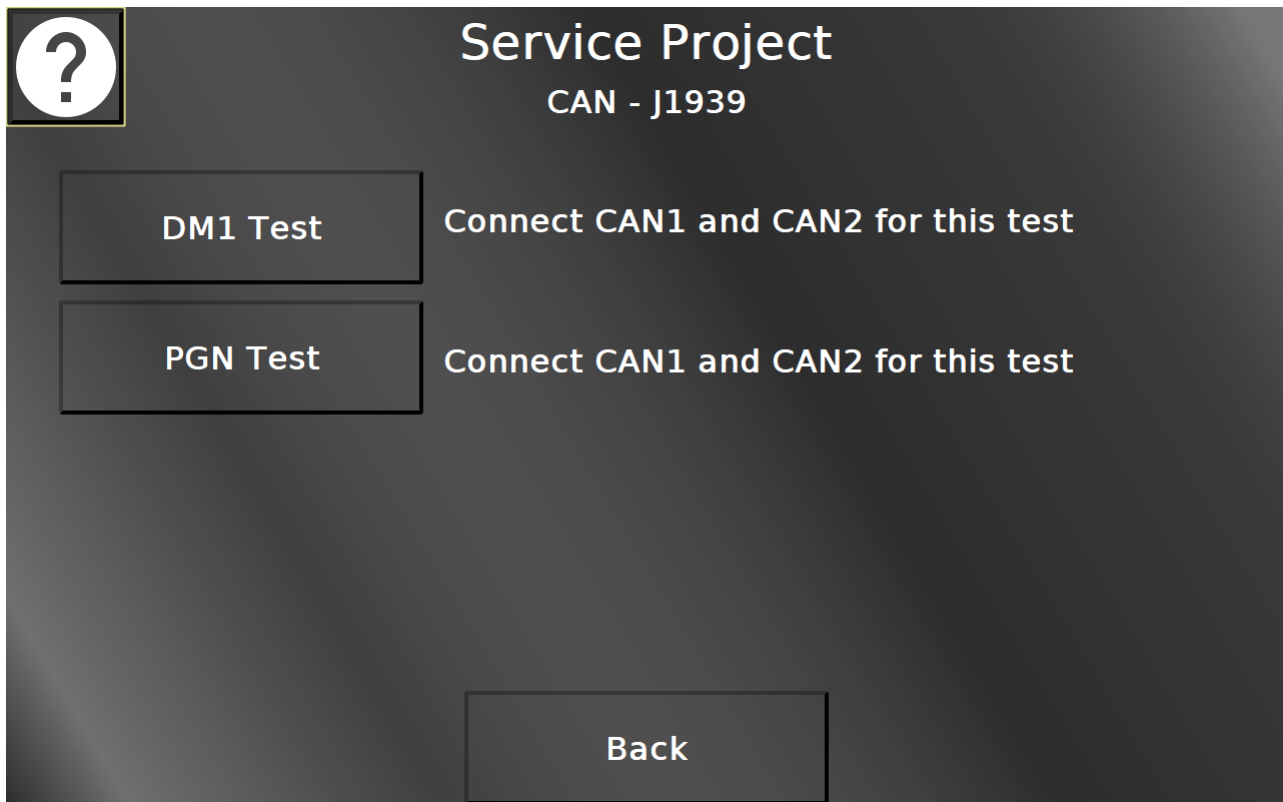 ?
Service Project
CAN - J1939
DM1 Test
Connect CAN1 and CAN2 for this test
PGN Test
Connect CAN1 and CAN2 for this test
Back